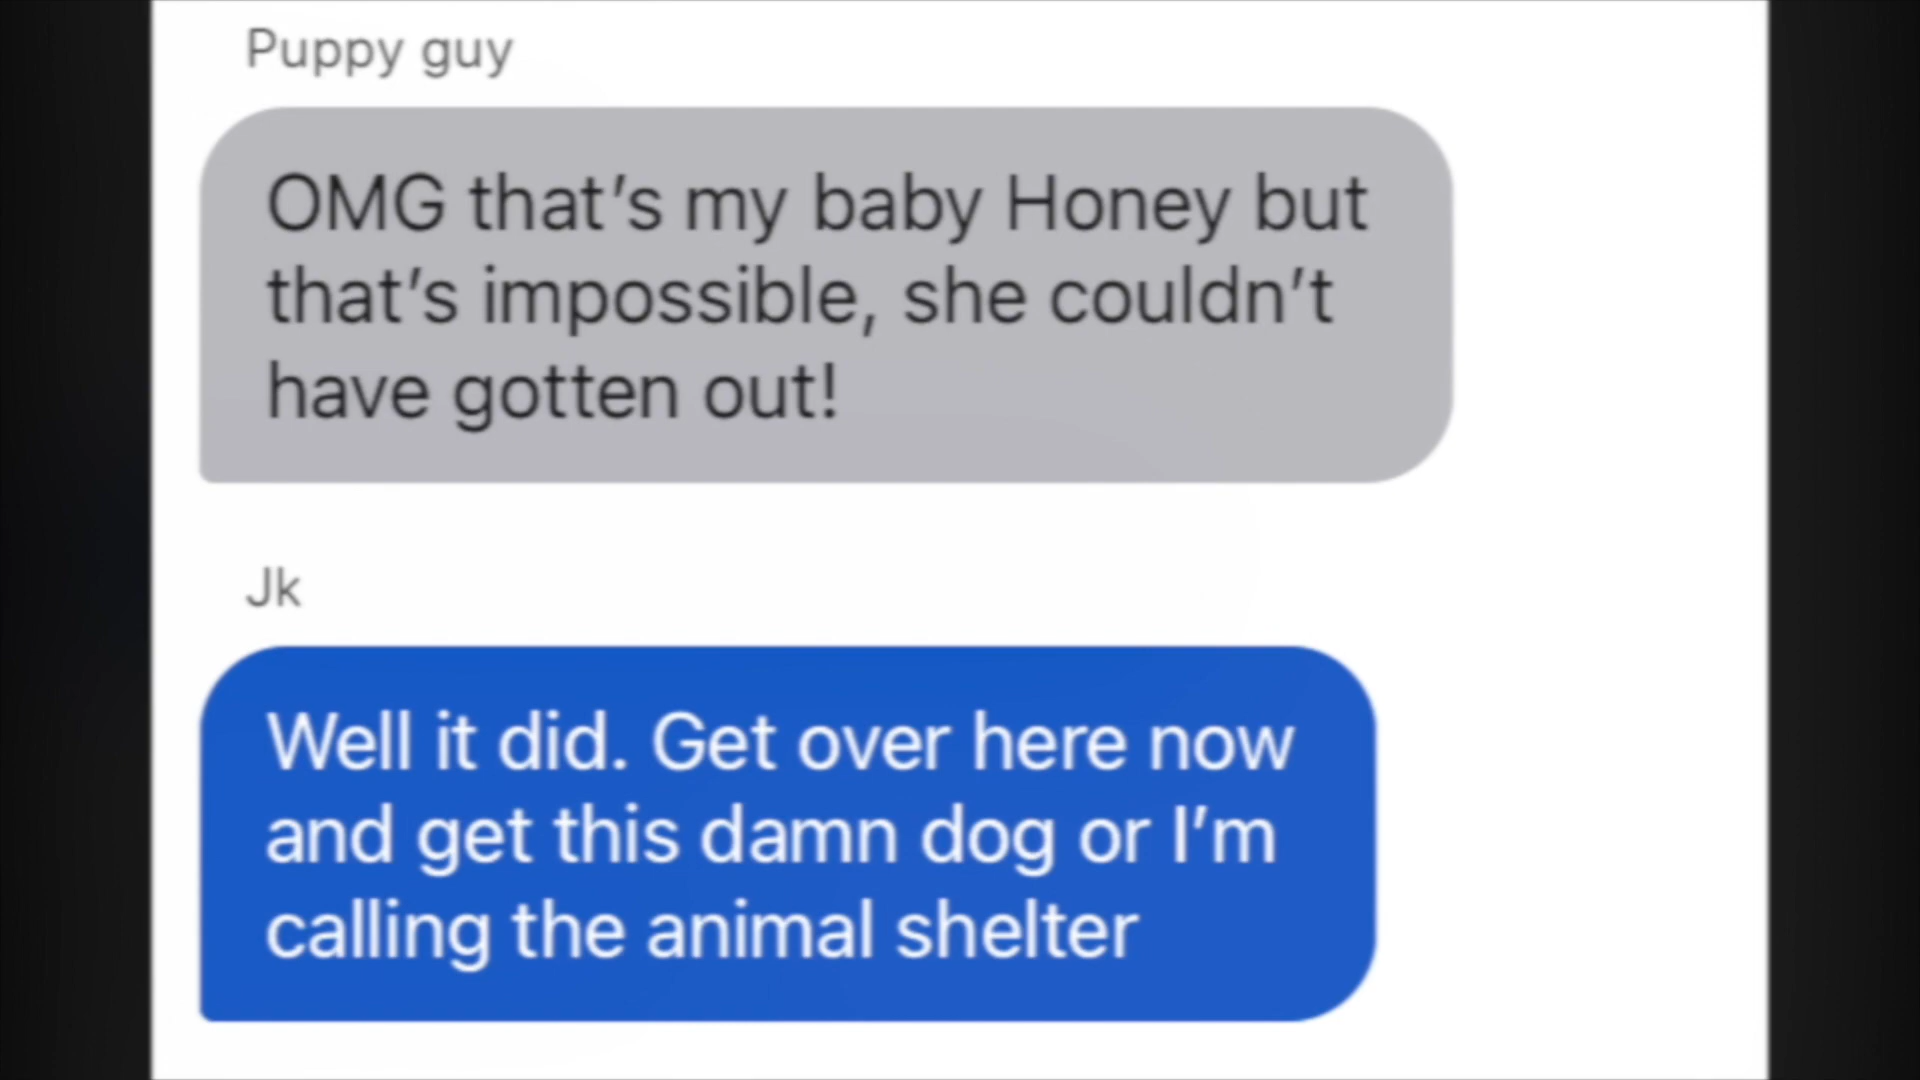 Puppy guy
OMG that’s my baby Honey but
that’s impossible, she couldn’t
have gotten out!
Jk
Well it did. Get over here now
and get this damn dog or I’m
calling the animal shelter